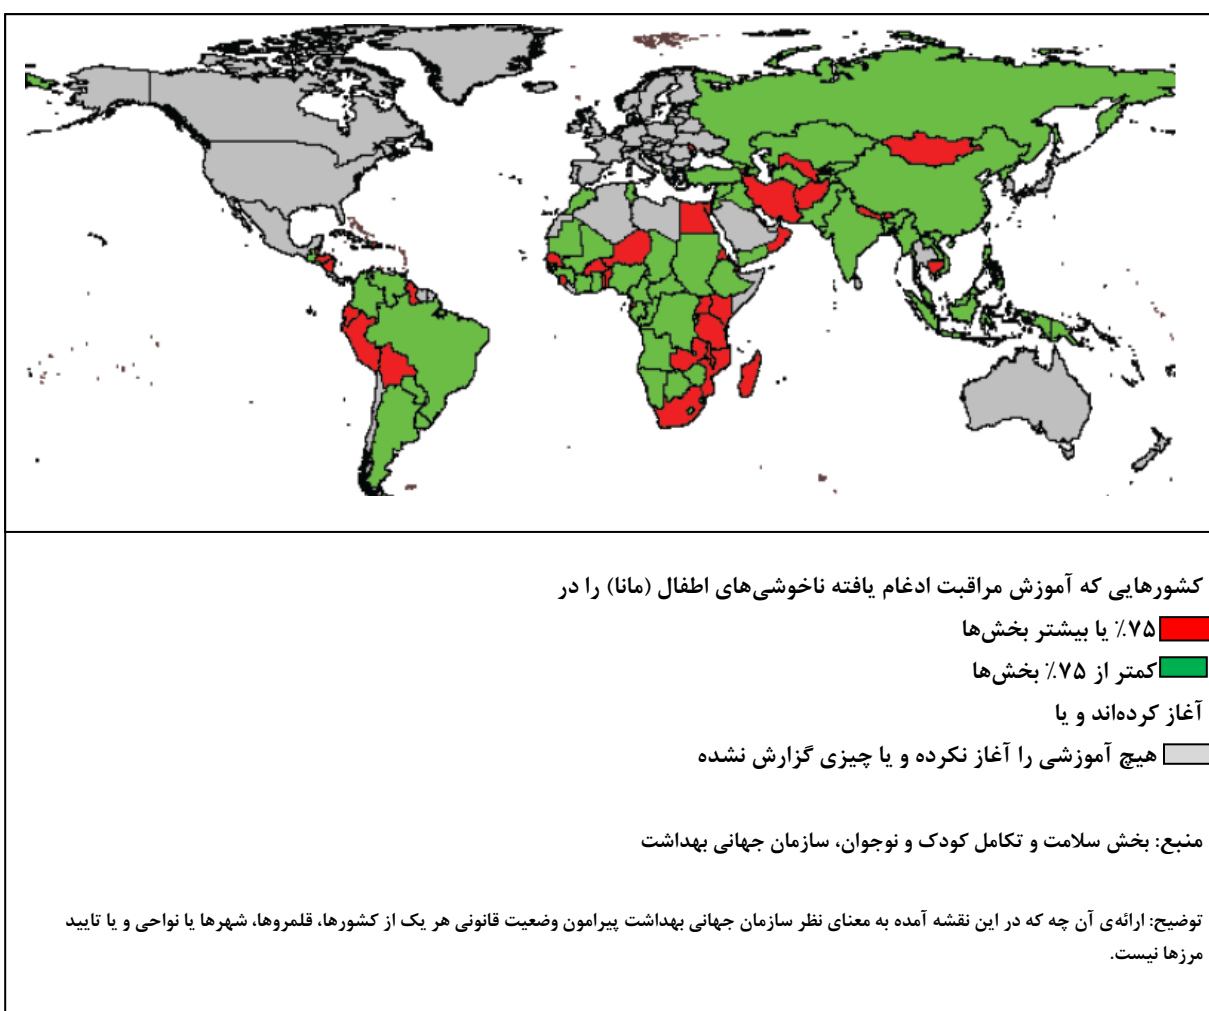 کشورهایی که آموزش مراقبت ادغام یافته ناخوشی‌های اطفال (مانا) را در
۷۵٪ یا بیشتر بخش‌ها
کمتر از ۷۵٪ بخش‌ها
آغاز کرده‌اند و یا
هیچ آموزشی را آغاز نکرده و یا چیزی گزارش نشده
منبع: بخش سلامت و تکامل کودک و نوجوان، سازمان جهانی بهداشت
توضیح: ارائه‌ی آن چه که در این نقشه آمده به معنای نظر سازمان جهانی بهداشت پیرامون وضعیت قانونی هر یک از کشورها، قلمروها، شهرها یا نواحی و یا تایید
مرزها نیست.